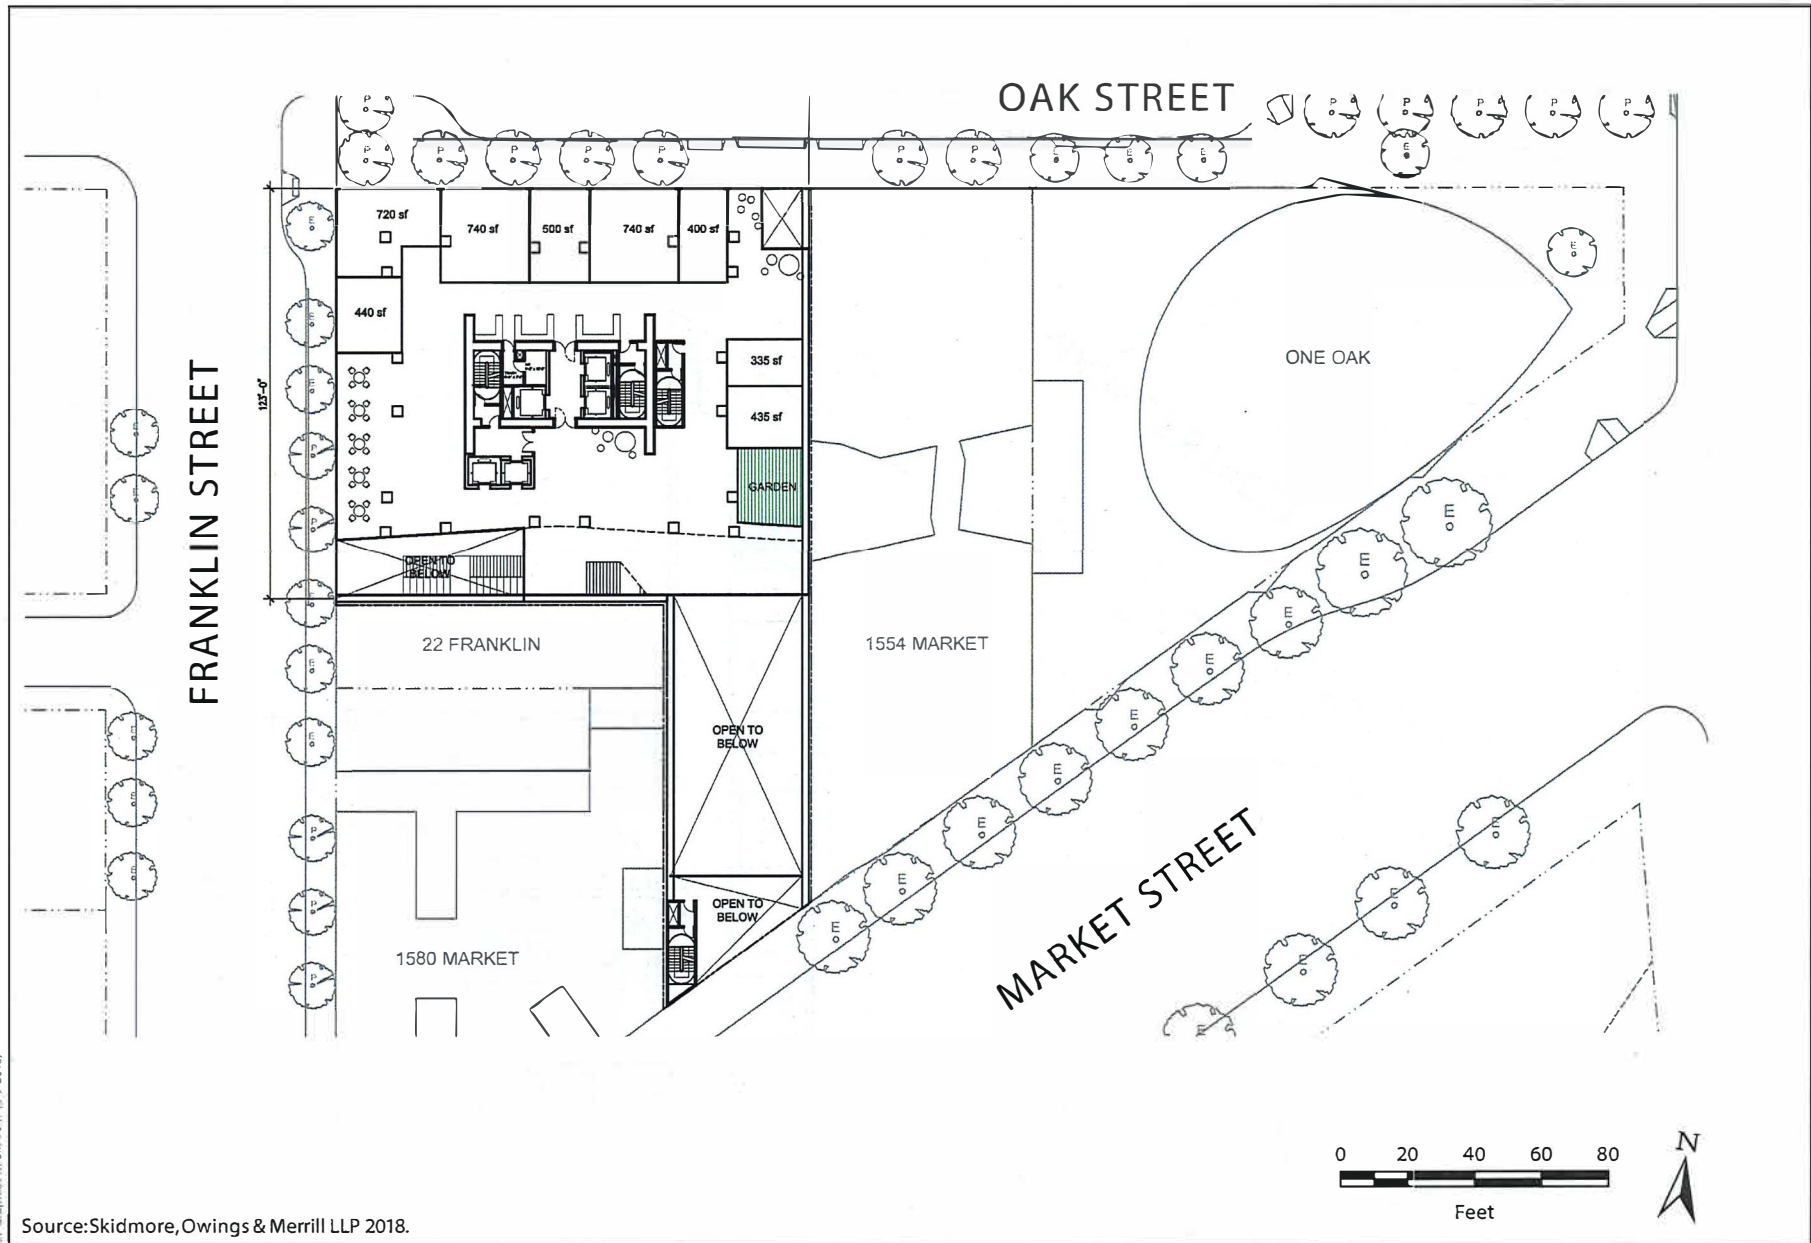 OAK STREET
P
P P P P P
P P E E E
P P P P P
E
E
720 sf
740 sf
500 sf
740 sf
400 sf
440 sf
335 sf
435 sf
GARDEN
ONE OAK
123'-0"
FRANKLIN STREET
OPEN TO
BELOW
22 FRANKLIN
1554 MARKET
OPEN TO
BELOW
OPEN TO
BELOW
1580 MARKET
MARKET STREET
E
E
E
E
E
E
E
E
E
E
E
E
E
N
0 20 40 60 80
Feet
Source: Skidmore, Owings & Merrill LLP 2018.